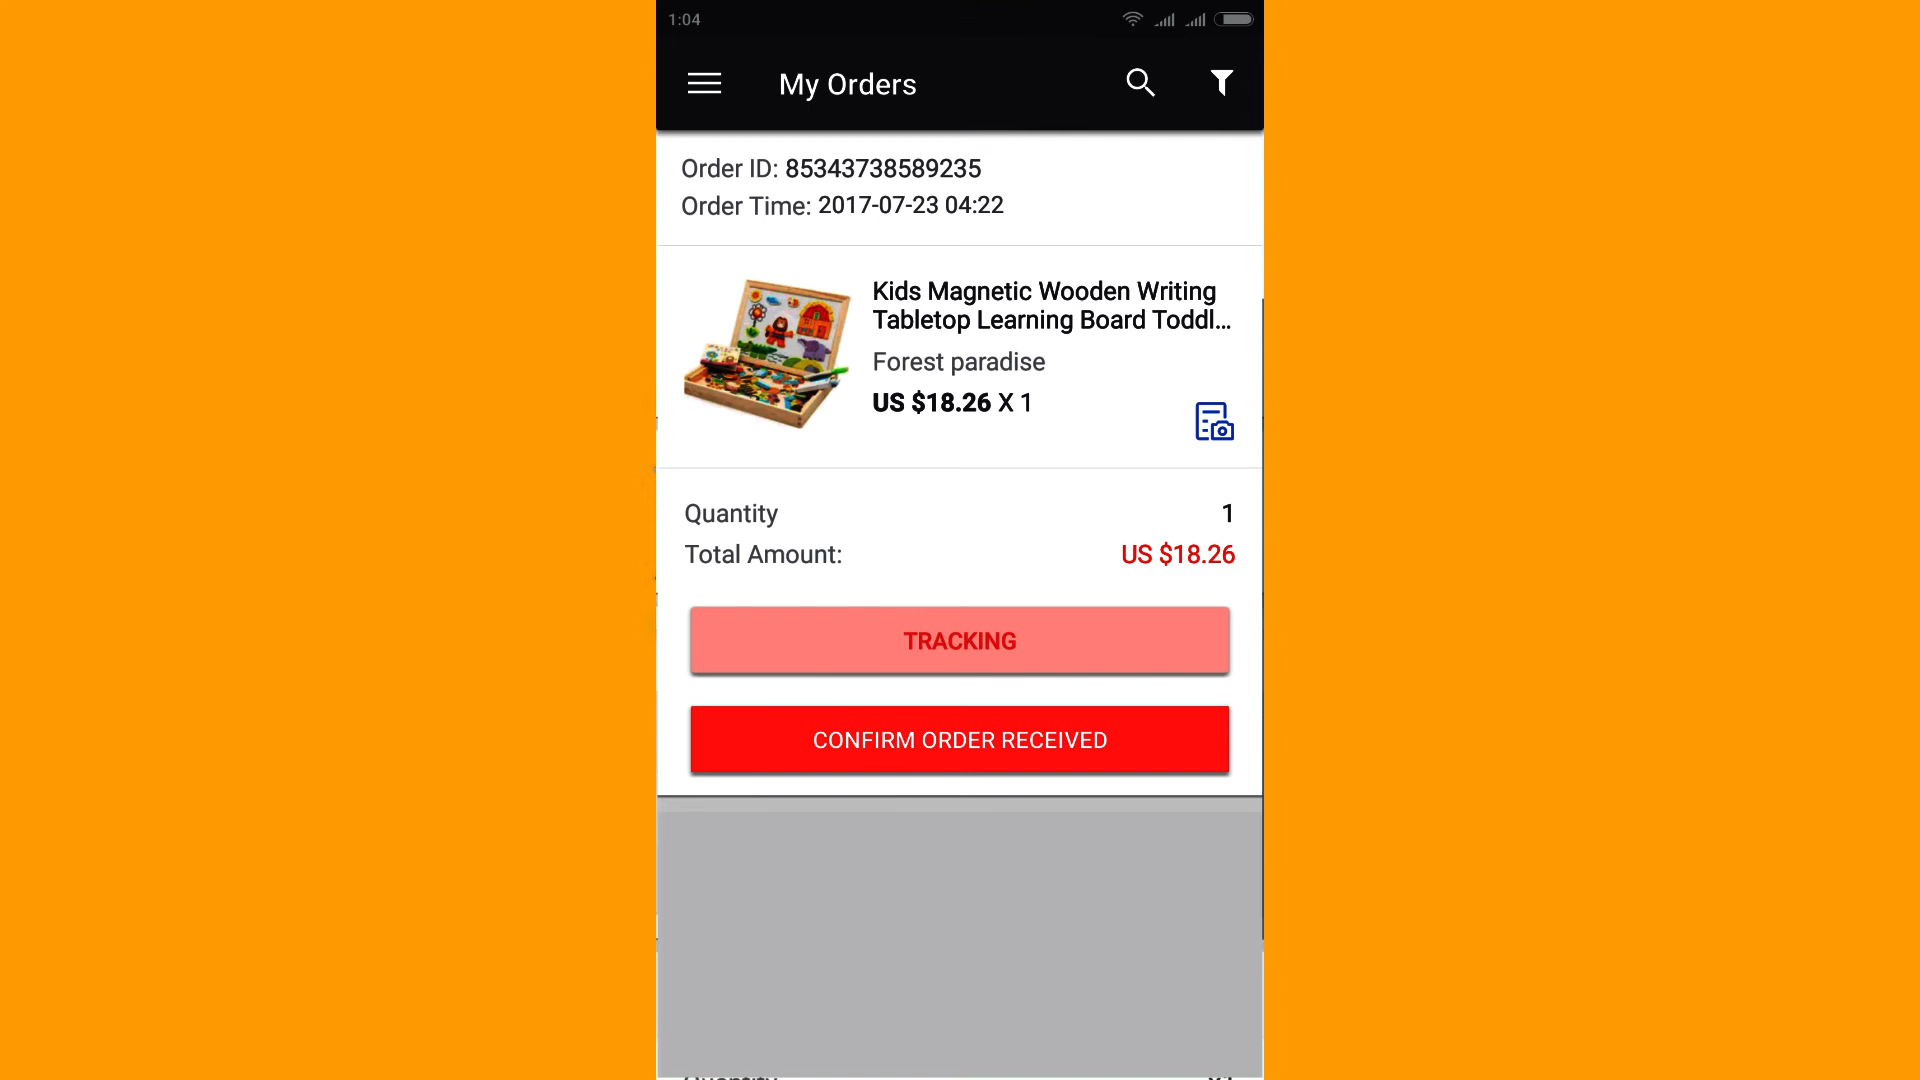 1:04
My Orders
Order ID: 85343738589235
Order Time: 2017-07-23 04:22
Kids Magnetic Wooden Writing
Tabletop Learning Board Toddl...
Forest paradise
US $18.26 X 1
Quantity 1
Total Amount: US $18.26
TRACKING
CONFIRM ORDER RECEIVED